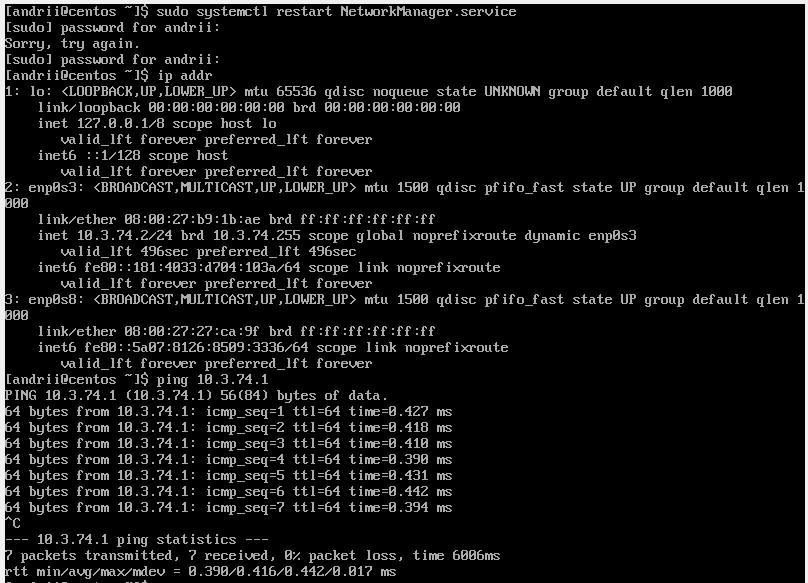 [andrii@centos ~]$ sudo systemctl restart NetworkManager.service
[sudo] password for andrii:
Sorry, try again.
[sudo] password for andrii:
[andrii@centos ~]$ ip addr
1: lo: <LOOPBACK,UP,LOWER_UP> mtu 65536 qdisc noqueue state UNKNOWN group default qlen 1000
    link/loopback 00:00:00:00:00:00 brd 00:00:00:00:00:00
    inet 127.0.0.1/8 scope host lo
       valid_lft forever preferred_lft forever
    inet6 ::1/128 scope host
       valid_lft forever preferred_lft forever
2: enp0s3: <BROADCAST,MULTICAST,UP,LOWER_UP> mtu 1500 qdisc pfifo_fast state UP group default qlen 1
000
    link/ether 08:00:27:b9:1b:ae brd ff:ff:ff:ff:ff:ff
    inet 10.3.74.2/24 brd 10.3.74.255 scope global noprefixroute dynamic enp0s3
       valid_lft 496sec preferred_lft 496sec
    inet6 fe80::181:4033:d704:103a/64 scope link noprefixroute
       valid_lft forever preferred_lft forever
3: enp0s8: <BROADCAST,MULTICAST,UP,LOWER_UP> mtu 1500 qdisc pfifo_fast state UP group default qlen 1
000
    link/ether 08:00:27:27:ca:9f brd ff:ff:ff:ff:ff:ff
    inet6 fe80::5a07:8126:8509:3336/64 scope link noprefixroute
       valid_lft forever preferred_lft forever
[andrii@centos ~]$ ping 10.3.74.1
PING 10.3.74.1 (10.3.74.1) 56(84) bytes of data.
64 bytes from 10.3.74.1: icmp_seq=1 ttl=64 time=0.427 ms
64 bytes from 10.3.74.1: icmp_seq=2 ttl=64 time=0.418 ms
64 bytes from 10.3.74.1: icmp_seq=3 ttl=64 time=0.410 ms
64 bytes from 10.3.74.1: icmp_seq=4 ttl=64 time=0.390 ms
64 bytes from 10.3.74.1: icmp_seq=5 ttl=64 time=0.431 ms
64 bytes from 10.3.74.1: icmp_seq=6 ttl=64 time=0.442 ms
64 bytes from 10.3.74.1: icmp_seq=7 ttl=64 time=0.394 ms
^C
--- 10.3.74.1 ping statistics ---
7 packets transmitted, 7 received, 0% packet loss, time 6006ms
rtt min/avg/max/mdev = 0.390/0.416/0.442/0.017 ms